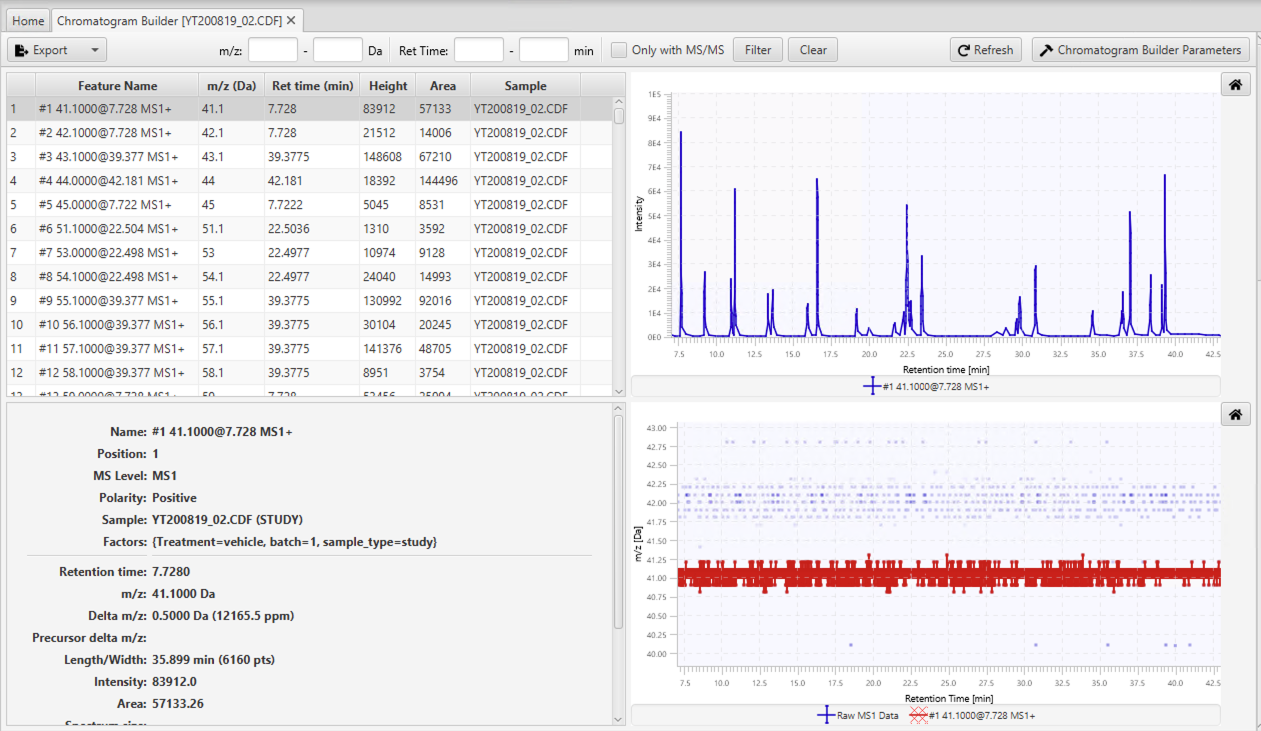 Home Chromatogram Builder [YT200819_02.CDF] ✕
Export m/z: - Da Ret Time: - min Only with MS/MS Filter Clear Refresh Chromatogram Builder Parameters
Feature Name m/z (Da) Ret time (min) Height Area Sample
1 #1 41.1000@7.728 MS1+ 41.1 7.728 83912 57133 YT200819_02.CDF
2 #2 42.1000@7.728 MS1+ 42.1 7.728 21512 14006 YT200819_02.CDF
3 #3 43.1000@39.377 MS1+ 43.1 39.3775 148608 67210 YT200819_02.CDF
4 #4 44.0000@42.181 MS1+ 44 42.181 18392 144496 YT200819_02.CDF
5 #5 45.0000@7.722 MS1+ 45 7.7222 5045 8531 YT200819_02.CDF
6 #6 51.1000@22.504 MS1+ 51.1 22.5036 1310 3592 YT200819_02.CDF
7 #7 53.0000@22.498 MS1+ 53 22.4977 10974 9128 YT200819_02.CDF
8 #8 54.1000@22.498 MS1+ 54.1 22.4977 24040 14993 YT200819_02.CDF
9 #9 55.1000@39.377 MS1+ 55.1 39.3775 130992 92016 YT200819_02.CDF
10 #10 56.1000@39.377 MS1+ 56.1 39.3775 30104 20245 YT200819_02.CDF
11 #11 57.1000@39.377 MS1+ 57.1 39.3775 141376 48705 YT200819_02.CDF
12 #12 58.1000@39.377 MS1+ 58.1 39.3775 8951 3754 YT200819_02.CDF
Name: #1 41.1000@7.728 MS1+
Position: 1
MS Level: MS1
Polarity: Positive
Sample: YT200819_02.CDF (STUDY)
Factors: {Treatment=vehicle, batch=1, sample_type=study}
Retention time: 7.7280
m/z: 41.1000 Da
Delta m/z: 0.5000 Da (12165.5 ppm)
Precursor delta m/z:
Length/Width: 35.899 min (6160 pts)
Intensity: 83912.0
Area: 57133.26
1E5
9E4
8E4
7E4
6E4
5E4
4E4
3E4
2E4
1E4
0E0
Intensity
7.5 10.0 12.5 15.0 17.5 20.0 22.5 25.0 27.5 30.0 32.5 35.0 37.5 40.0 42.5
Retention time [min]
#1 41.1000@7.728 MS1+
43.00
42.75
42.50
42.25
42.00
41.75
41.50
41.25
41.00
40.75
40.50
40.25
40.00
m/z [Da]
7.5 10.0 12.5 15.0 17.5 20.0 22.5 25.0 27.5 30.0 32.5 35.0 37.5 40.0 42.5
Retention Time [min]
Raw MS1 Data #1 41.1000@7.728 MS1+